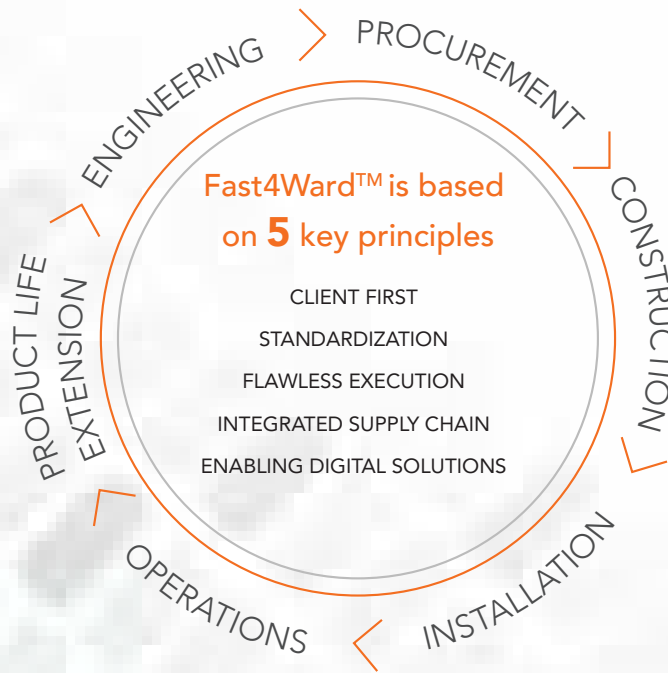 ENGINEERING
PROCUREMENT
CONSTRUCTION
INSTALLATION
OPERATIONS
PRODUCT LIFE
EXTENSION
Fast4Ward™ is based
on 5 key principles
CLIENT FIRST
STANDARDIZATION
FLAWLESS EXECUTION
INTEGRATED SUPPLY CHAIN
ENABLING DIGITAL SOLUTIONS